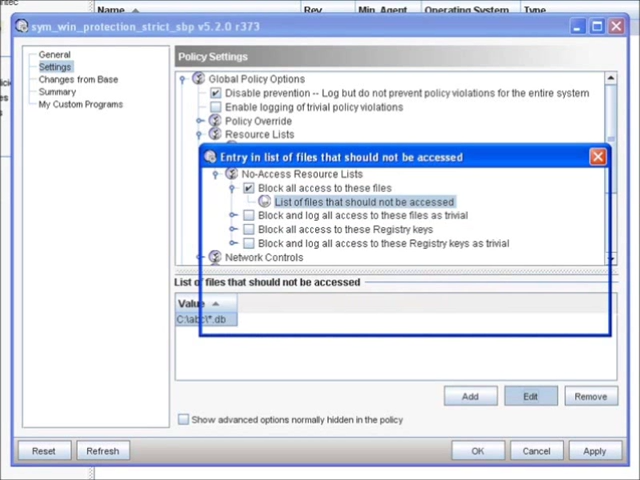 Name
Rev
Min. Agent
Operating System
Type
sym_win_protection_strict_sbp v5.2.0 r373
General
Settings
Changes from Base
Summary
My Custom Programs
Policy Settings
Global Policy Options
Disable prevention -- Log but do not prevent policy violations for the entire system
Enable logging of trivial policy violations
Policy Override
Resource Lists
Entry in list of files that should not be accessed
No-Access Resource Lists
Block all access to these files
List of files that should not be accessed
Block and log all access to these files as trivial
Block all access to these Registry keys
Block and log all access to these Registry keys as trivial
Network Controls
List of files that should not be accessed
Value
C:\abc\*.db
Add
Edit
Remove
Show advanced options normally hidden in the policy
Reset
Refresh
OK
Cancel
Apply